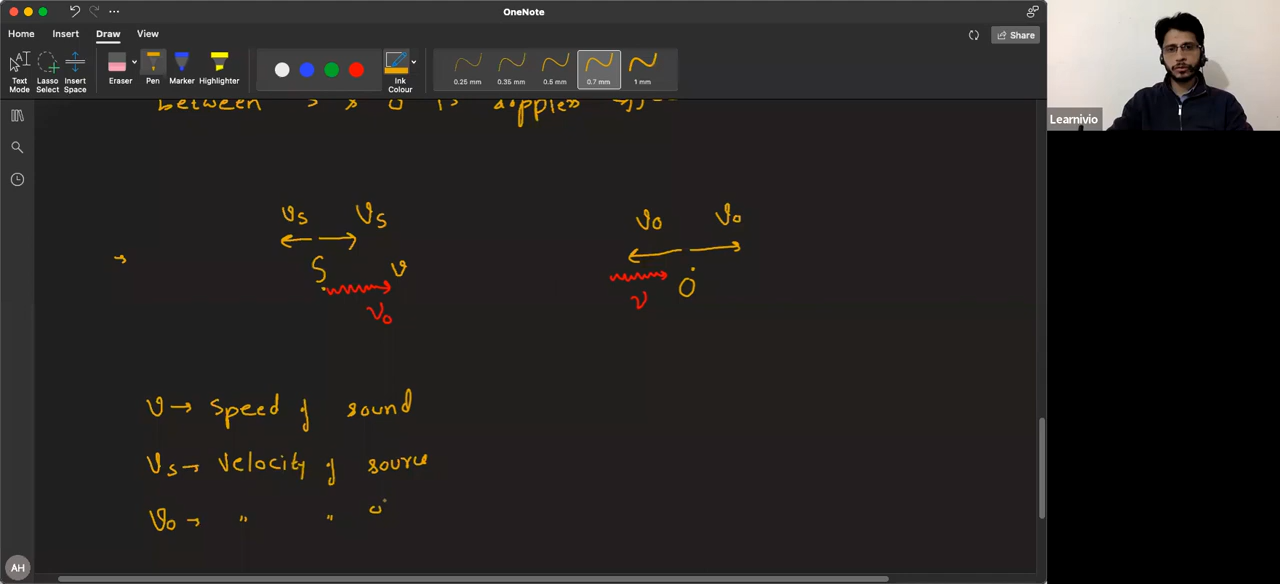 OneNote
Home Insert Draw View
Share
Text Mode
Lasso Select
Insert Space
Eraser
Pen
Marker
Highlighter
Ink Colour
0.25 mm
0.35 mm
0.5 mm
0.7 mm
1 mm
Learnivio
between s & O is doppler
vs vs
vo vo
S v
νo
ν
O
v → speed of sound
vs → velocity of source
vo → " " o
AH